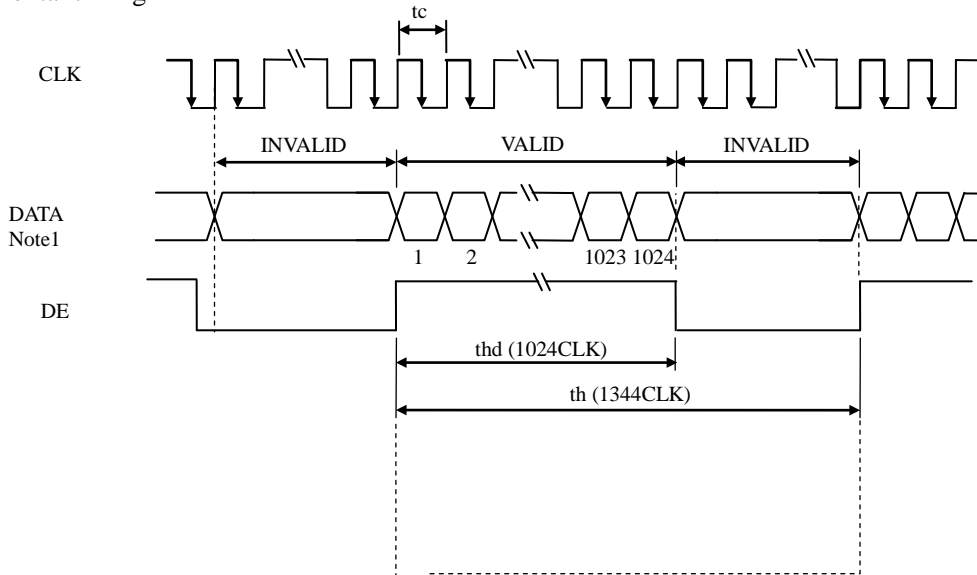 tc
CLK
INVALID VALID INVALID
DATA
Note1
1 2 1023 1024
DE
thd (1024CLK)
th (1344CLK)